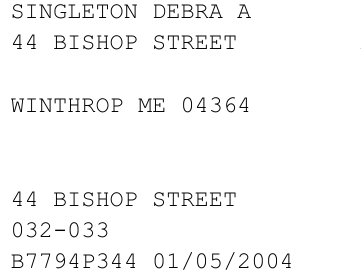 SINGLETON DEBRA A
44 BISHOP STREET
WINTHROP ME 04364
44 BISHOP STREET
032-033
B7794P344 01/05/2004